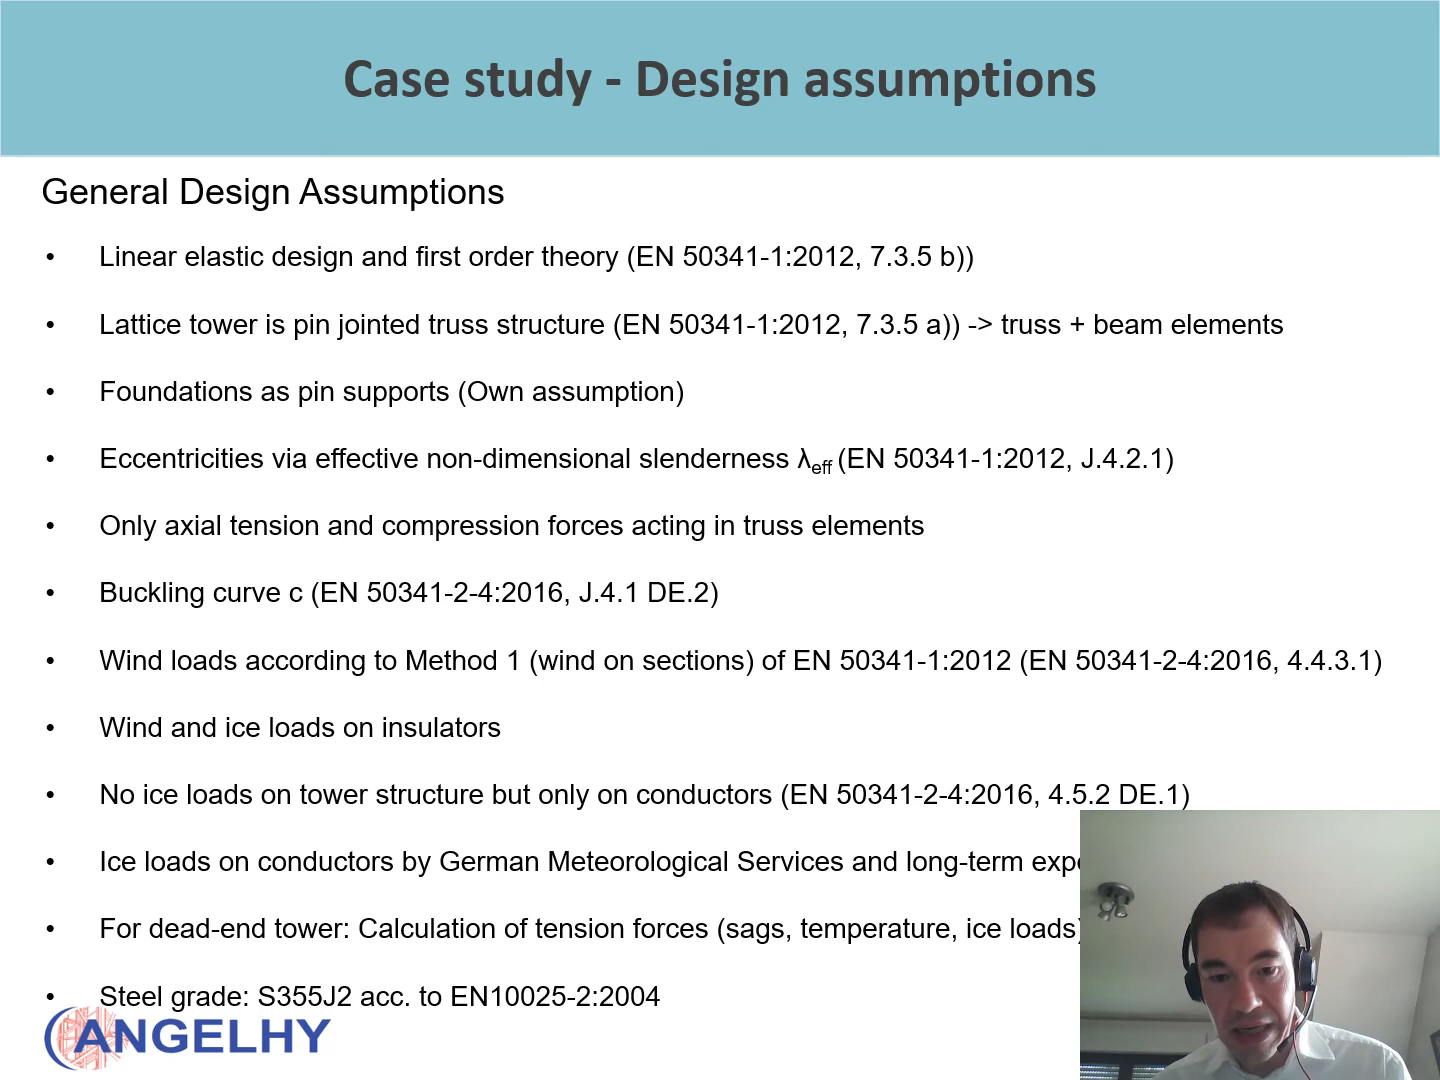 Case study - Design assumptions
General Design Assumptions
• Linear elastic design and first order theory (EN 50341-1:2012, 7.3.5 b))
• Lattice tower is pin jointed truss structure (EN 50341-1:2012, 7.3.5 a)) -> truss + beam elements
• Foundations as pin supports (Own assumption)
• Eccentricities via effective non-dimensional slenderness λeff (EN 50341-1:2012, J.4.2.1)
• Only axial tension and compression forces acting in truss elements
• Buckling curve c (EN 50341-2-4:2016, J.4.1 DE.2)
• Wind loads according to Method 1 (wind on sections) of EN 50341-1:2012 (EN 50341-2-4:2016, 4.4.3.1)
• Wind and ice loads on insulators
• No ice loads on tower structure but only on conductors (EN 50341-2-4:2016, 4.5.2 DE.1)
• Ice loads on conductors by German Meteorological Services and long-term
• For dead-end tower: Calculation of tension forces (sags, temperature, ice loads)
• Steel grade: S355J2 acc. to EN10025-2:2004
ANGELHY